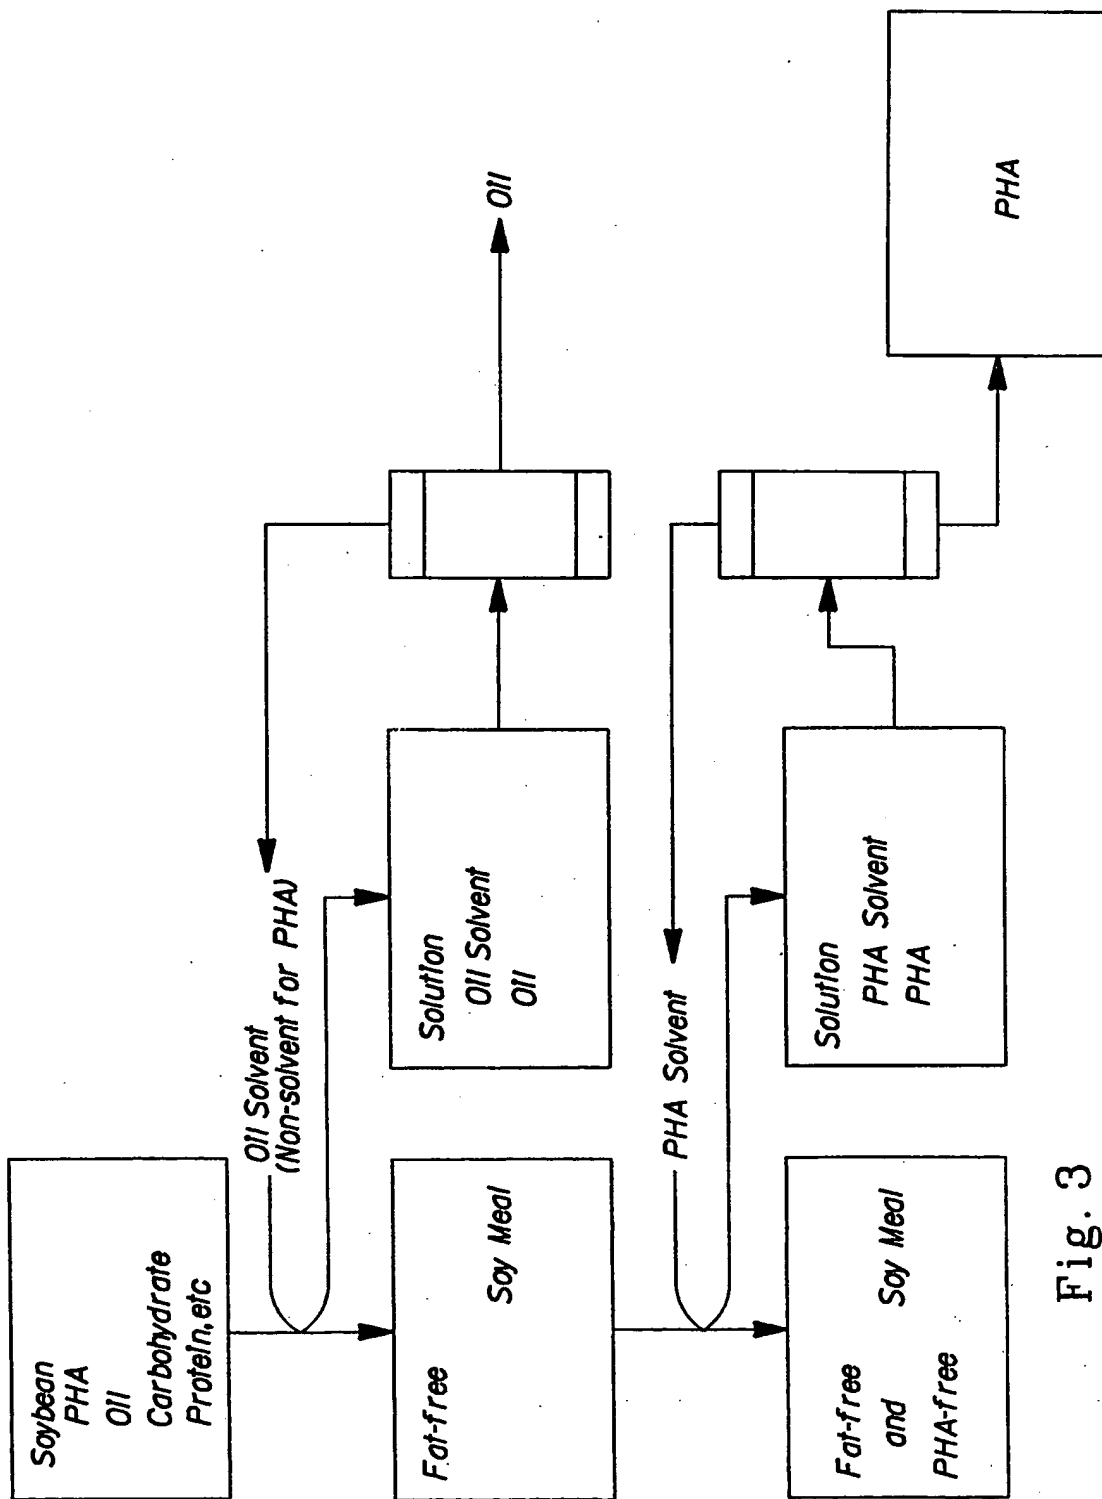 Soybean
PHA
Oil
Carbohydrate
Protein,etc
Oil Solvent
(Non-solvent for PHA)
Fat-free
Soy Meal
Solution
Oil Solvent
Oil
Oil
PHA Solvent
Fat-free
and
PHA-free
Soy Meal
Solution
PHA Solvent
PHA
PHA
Fig. 3